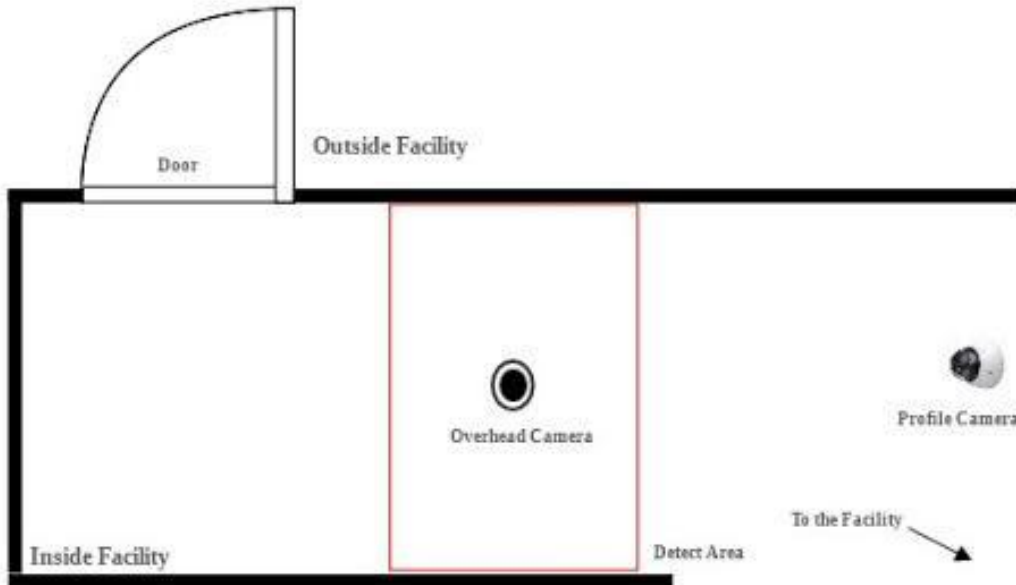 Outside Facility
Door
Overhead Camera
Profile Camera
To the Facility
Inside Facility
Detect Area